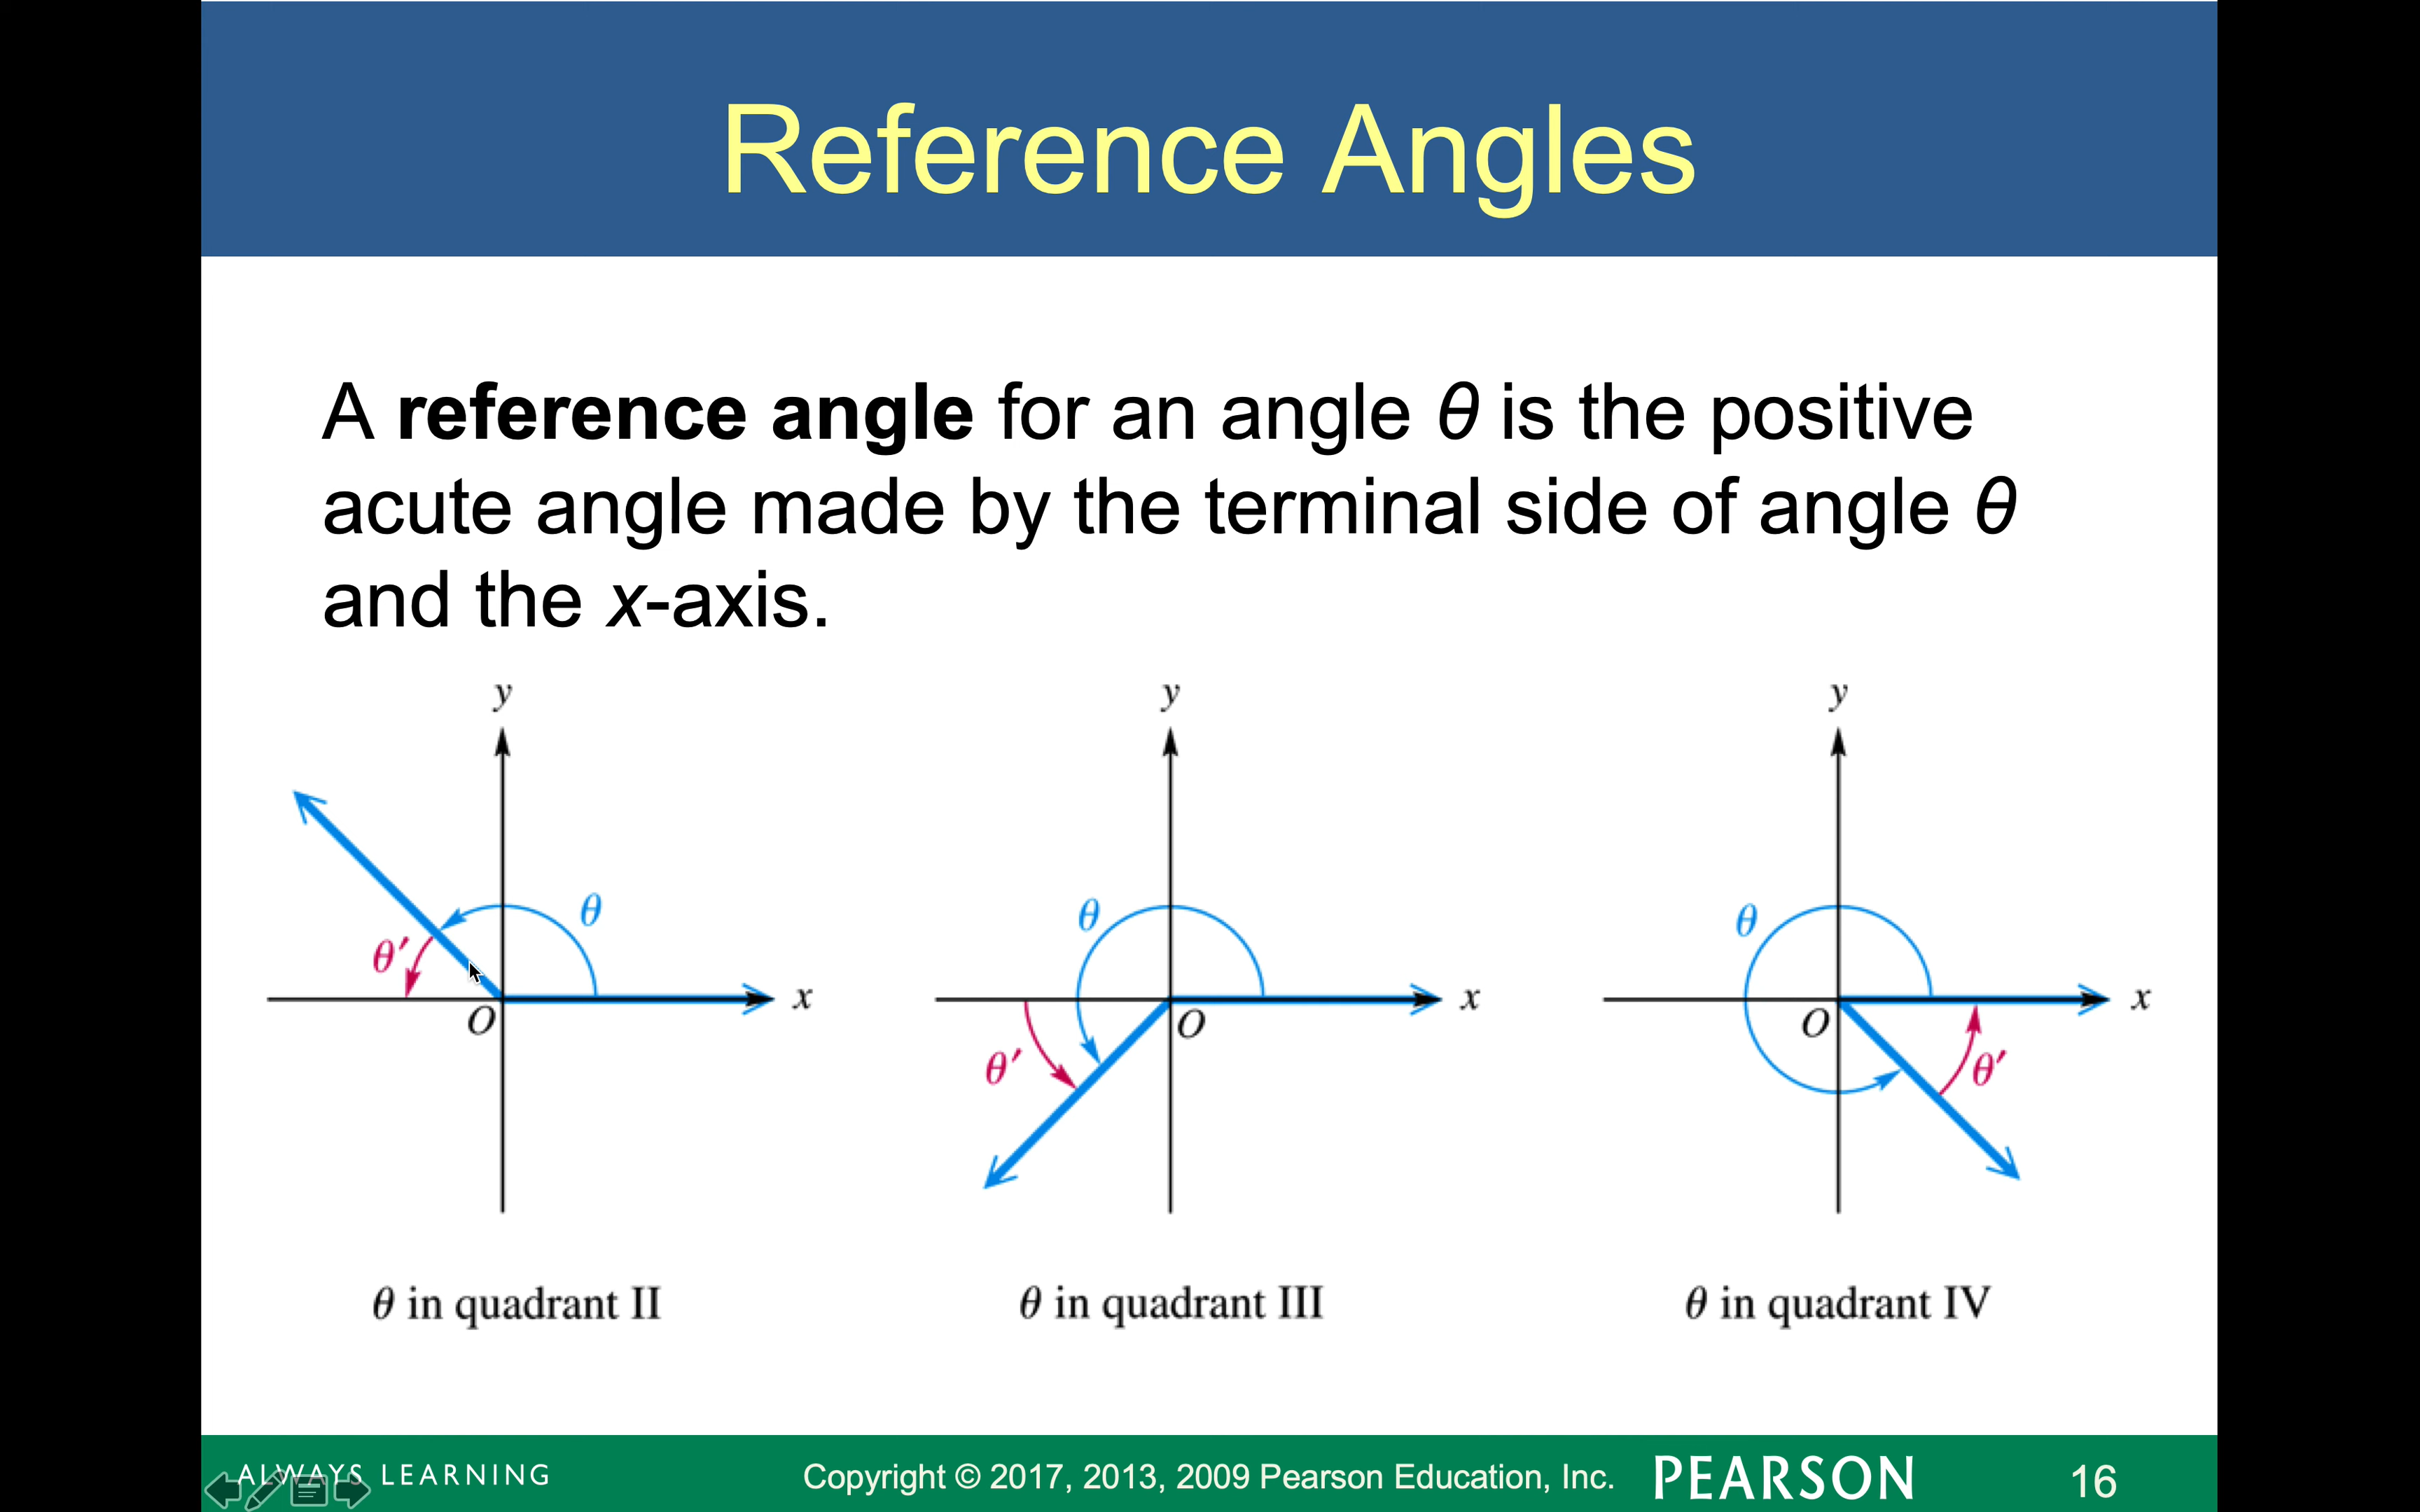 Reference Angles
A reference angle for an angle θ is the positive
acute angle made by the terminal side of angle θ
and the x-axis.
y
θ
θ′
x
O
θ in quadrant II
y
θ
θ′
x
O
θ in quadrant III
y
θ
θ′
x
O
θ in quadrant IV
ALWAYS LEARNING
Copyright © 2017, 2013, 2009 Pearson Education, Inc.
PEARSON
16